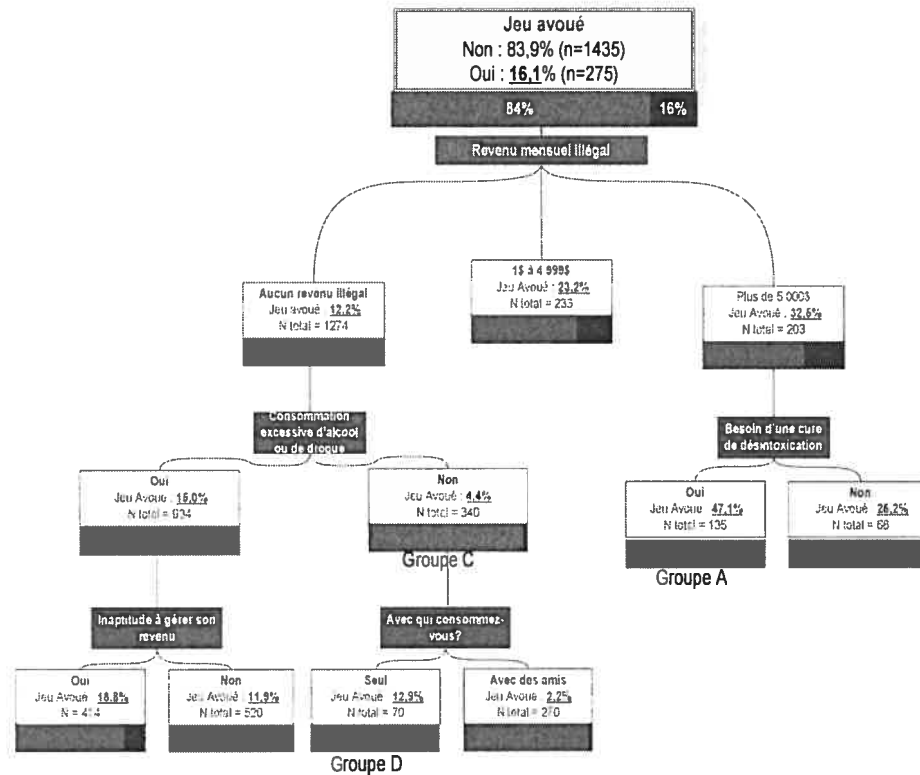 Jeu avoué
Non : 83,9% (n=1435)
Oui : 16,1% (n=275)
84%
16%
Revenu mensuel illégal
Aucun revenu illégal
Jeu avoué : 12,2%
N total = 1274
1$ à 4 999$
Jeu Avoué : 23,2%
N total = 233
Plus de 5 000$
Jeu Avoué : 32,5%
N total = 203
Consommation
excessive d'alcool
ou de drogue
Besoin d'une cure
de désintoxication
Oui
Jeu Avoué : 15,0%
N total = 934
Non
Jeu Avoué : 4,4%
N total = 340
Groupe C
Oui
Jeu Avoué : 47,1%
N total = 135
Non
Jeu Avoué : 25,2%
N total = 68
Groupe A
Inaptitude à gérer son
revenu
Avec qui consommez-
vous?
Oui
Jeu Avoué : 18,8%
N = 414
Non
Jeu Avoué : 11,9%
N total = 520
Seul
Jeu Avoué : 12,9%
N total = 70
Avec des amis
Jeu Avoué : 2,2%
N total = 270
Groupe D